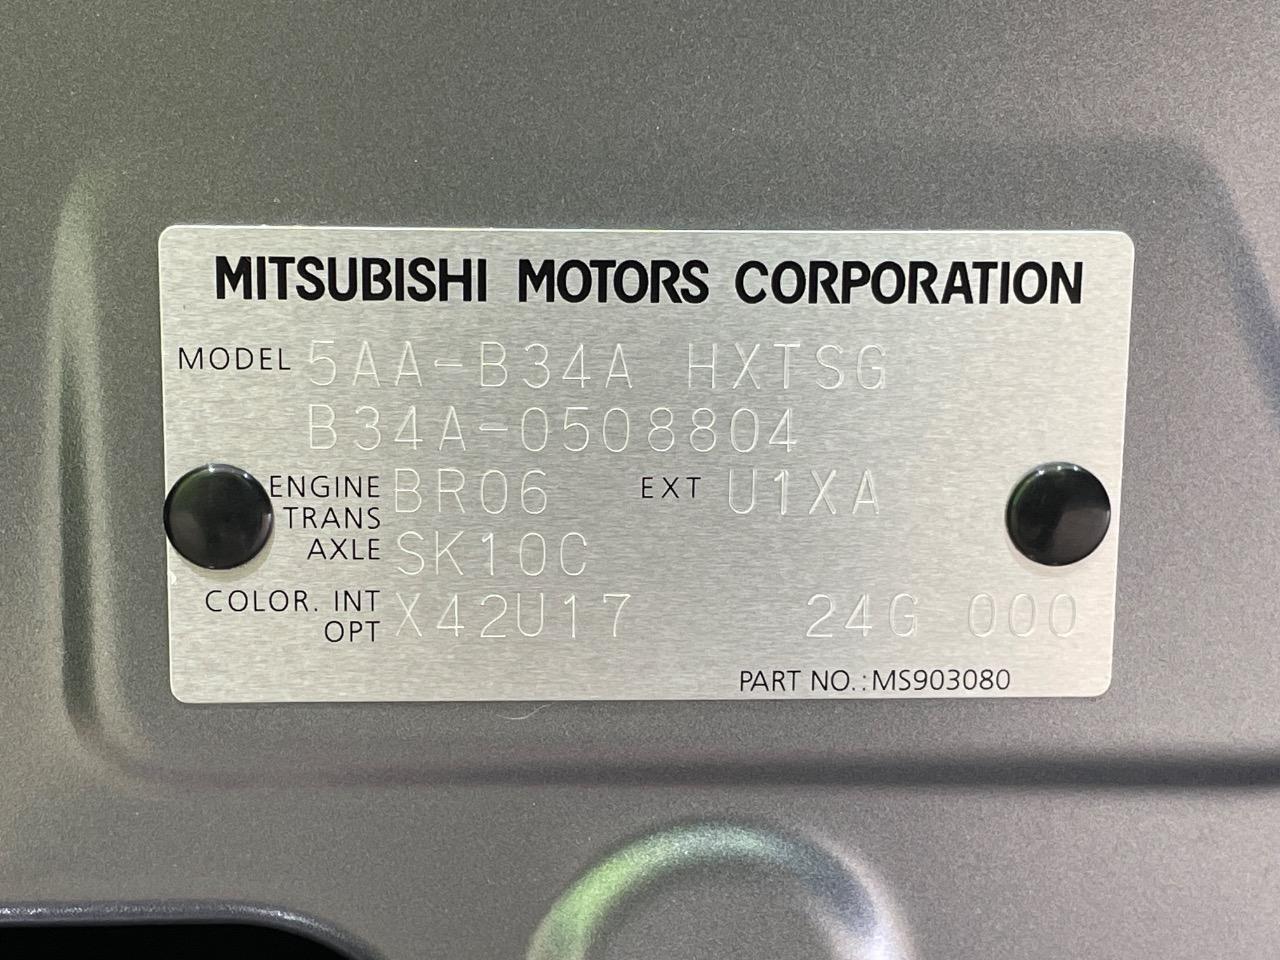 MITSUBISHI MOTORS CORPORATION
MODEL 5AA-B34A HXTSG
B34A-0508804
ENGINE BR06 EXT U1XA
TRANS
AXLE SK10C
COLOR. INT
OPT X42U17 24G 000
PART NO.:MS903080